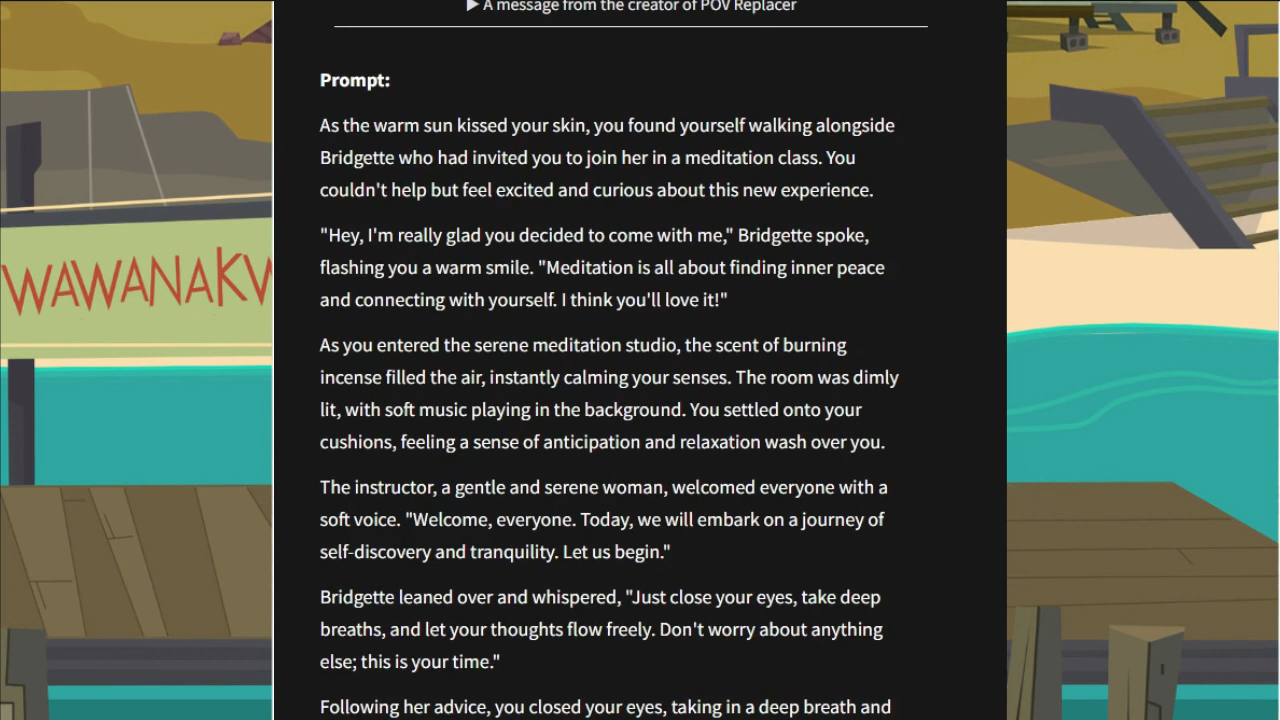 ▶ A message from the creator of POV Replacer
Prompt:
As the warm sun kissed your skin, you found yourself walking alongside
Bridgette who had invited you to join her in a meditation class. You
couldn't help but feel excited and curious about this new experience.
"Hey, I'm really glad you decided to come with me," Bridgette spoke,
flashing you a warm smile. "Meditation is all about finding inner peace
and connecting with yourself. I think you'll love it!"
As you entered the serene meditation studio, the scent of burning
incense filled the air, instantly calming your senses. The room was dimly
lit, with soft music playing in the background. You settled onto your
cushions, feeling a sense of anticipation and relaxation wash over you.
The instructor, a gentle and serene woman, welcomed everyone with a
soft voice. "Welcome, everyone. Today, we will embark on a journey of
self-discovery and tranquility. Let us begin."
Bridgette leaned over and whispered, "Just close your eyes, take deep
breaths, and let your thoughts flow freely. Don't worry about anything
else; this is your time."
Following her advice, you closed your eyes, taking in a deep breath and
WAWANAKW